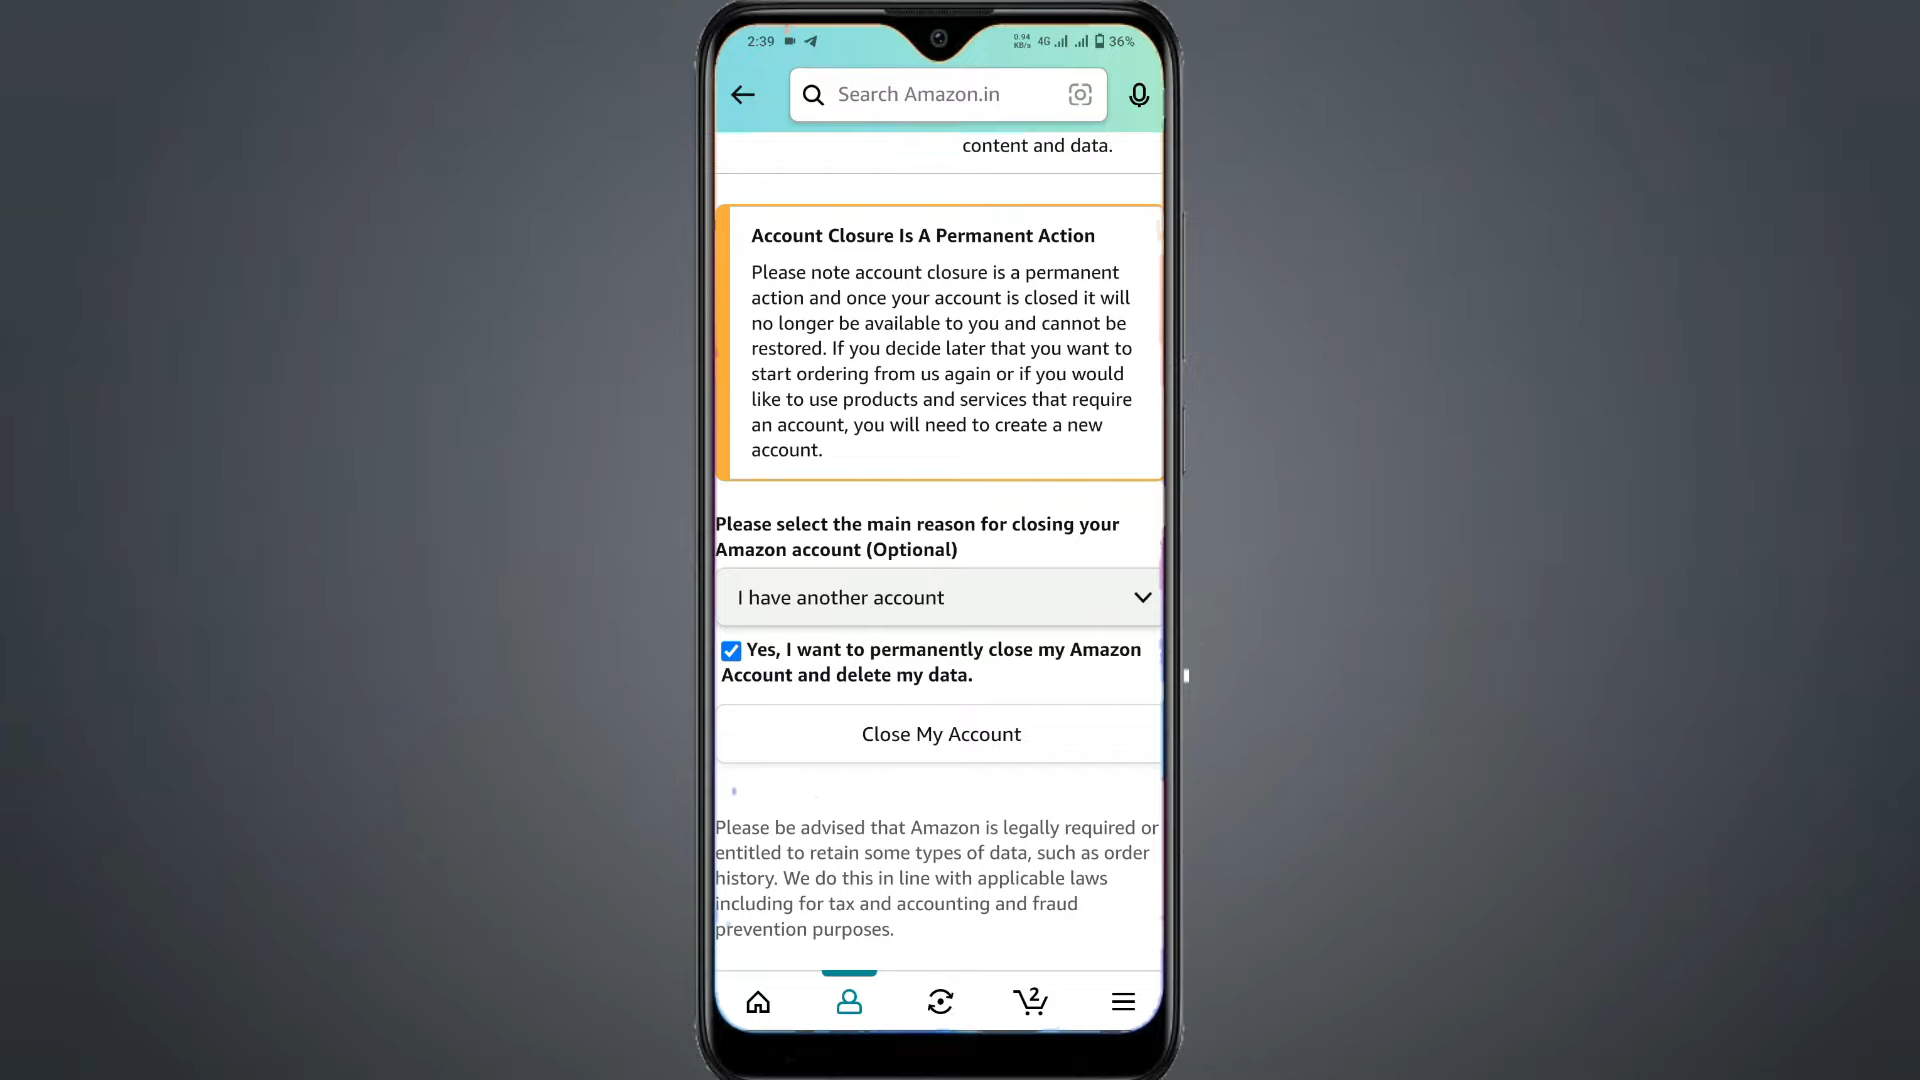 2:39
0.94 KB/s 4G 36%
Search Amazon.in
content and data.
Account Closure Is A Permanent Action
Please note account closure is a permanent
action and once your account is closed it will
no longer be available to you and cannot be
restored. If you decide later that you want to
start ordering from us again or if you would
like to use products and services that require
an account, you will need to create a new
account.
Please select the main reason for closing your
Amazon account (Optional)
I have another account
Yes, I want to permanently close my Amazon
Account and delete my data.
Close My Account
Please be advised that Amazon is legally required or
entitled to retain some types of data, such as order
history. We do this in line with applicable laws
including for tax and accounting and fraud
prevention purposes.
2